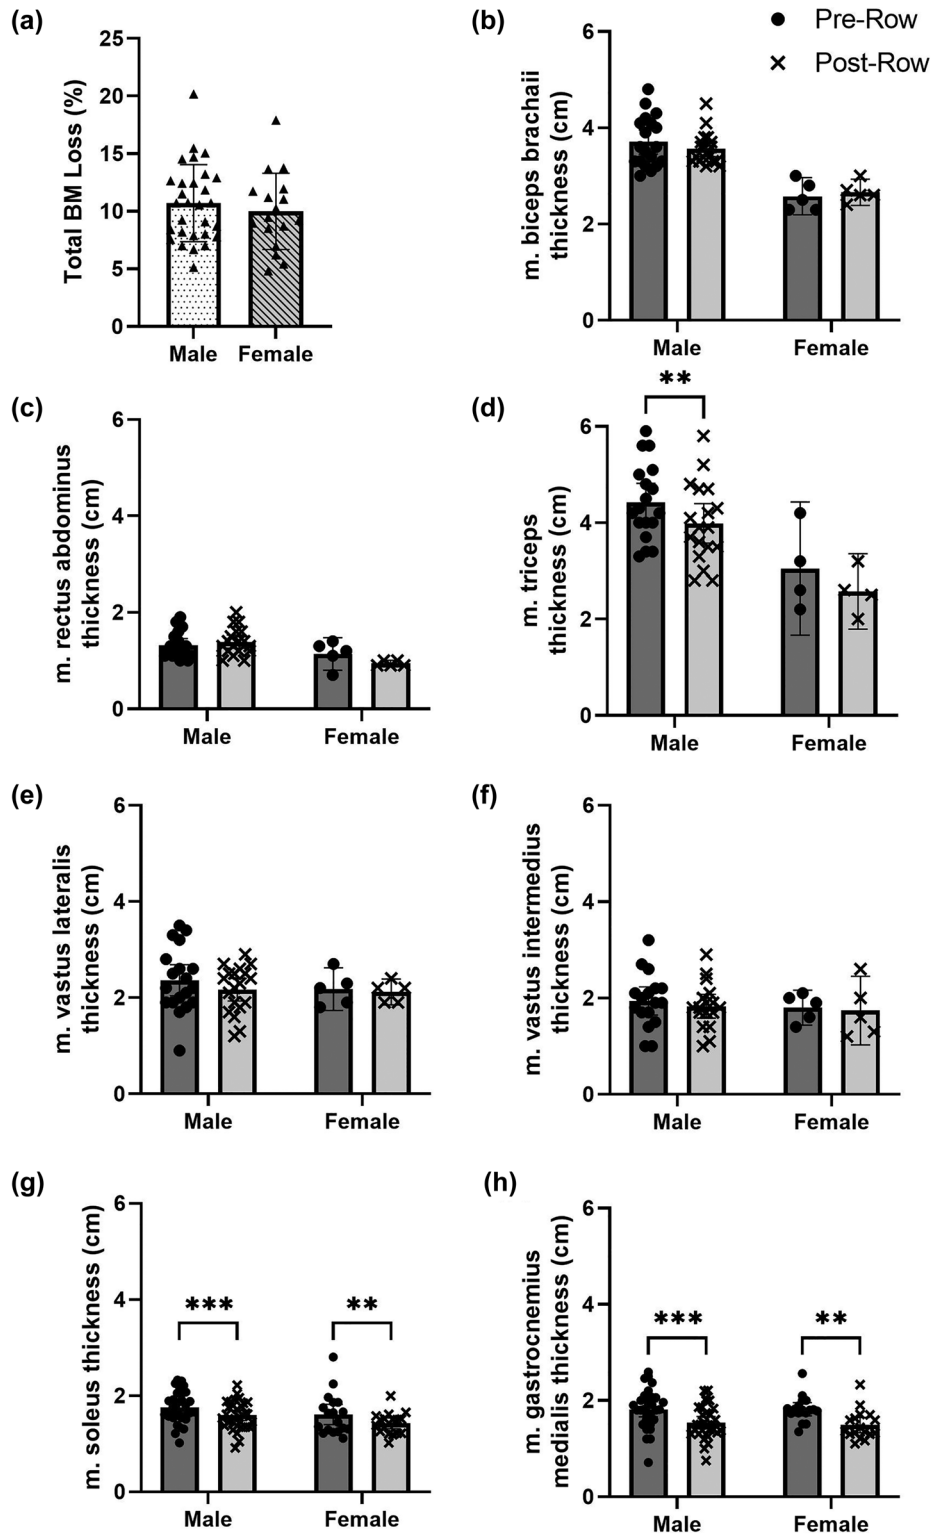 (a)
Total BM Loss (%)
25
20
15
10
5
0
Male Female
(b)
Pre-Row
Post-Row
m. biceps brachaii
thickness (cm)
6
4
2
0
Male Female
(c)
m. rectus abdominus
thickness (cm)
6
4
2
0
Male Female
(d)
m. triceps
thickness (cm)
6
4
2
0
**
Male Female
(e)
m. vastus lateralis
thickness (cm)
6
4
2
0
Male Female
(f)
m. vastus intermedius
thickness (cm)
6
4
2
0
Male Female
(g)
m. soleus thickness (cm)
6
4
2
0
*** **
Male Female
(h)
m. gastrocnemius
medialis thickness (cm)
6
4
2
0
*** **
Male Female